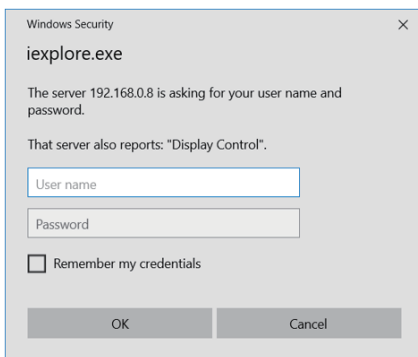 Windows Security
iexplore.exe
The server 192.168.0.8 is asking for your user name and
password.
That server also reports: "Display Control".
User name
Password
Remember my credentials
OK
Cancel